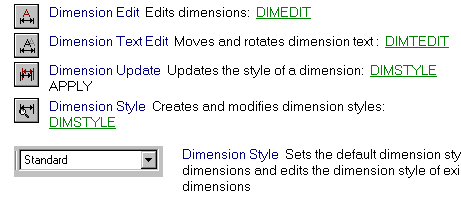 Dimension Edit Edits dimensions: DIMEDIT
Dimension Text Edit Moves and rotates dimension text : DIMTEDIT
Dimension Update Updates the style of a dimension: DIMSTYLE
APPLY
Dimension Style Creates and modifies dimension styles:
DIMSTYLE
Standard
Dimension Style Sets the default dimension sty
dimensions and edits the dimension style of exi
dimensions